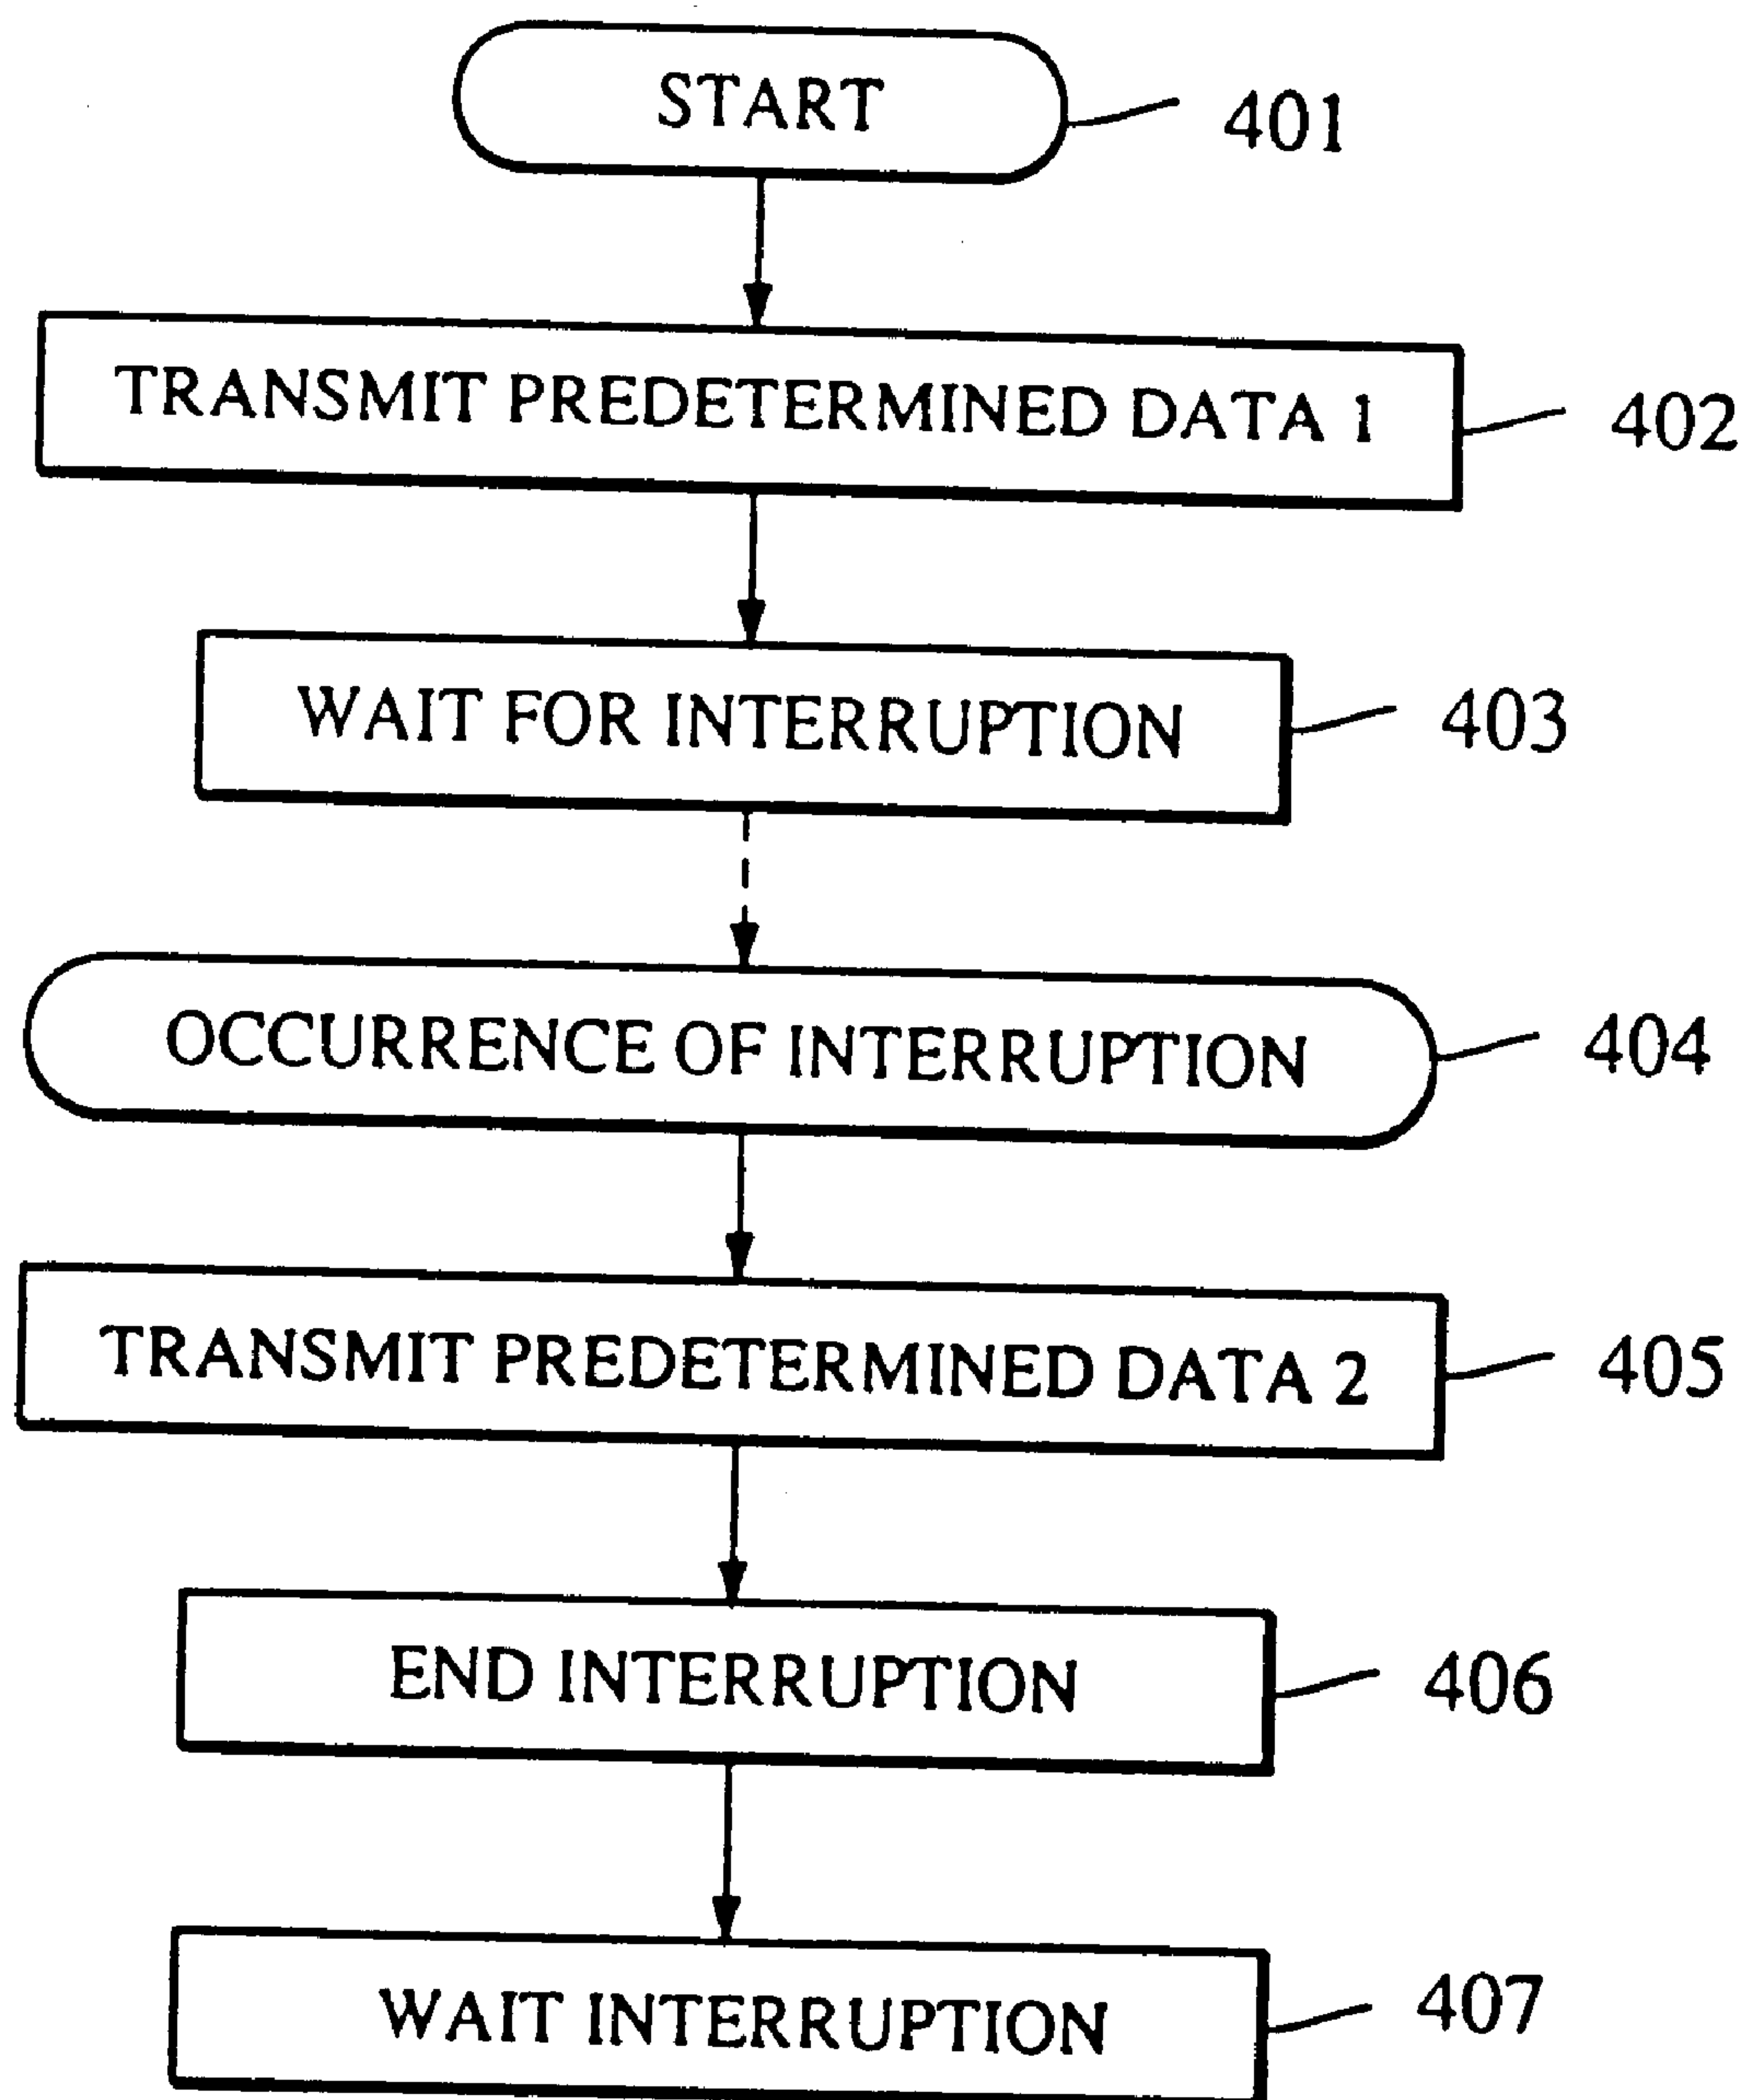 START 401
TRANSMIT PREDETERMINED DATA 1 402
WAIT FOR INTERRUPTION 403
OCCURRENCE OF INTERRUPTION 404
TRANSMIT PREDETERMINED DATA 2 405
END INTERRUPTION 406
WAIT INTERRUPTION 407